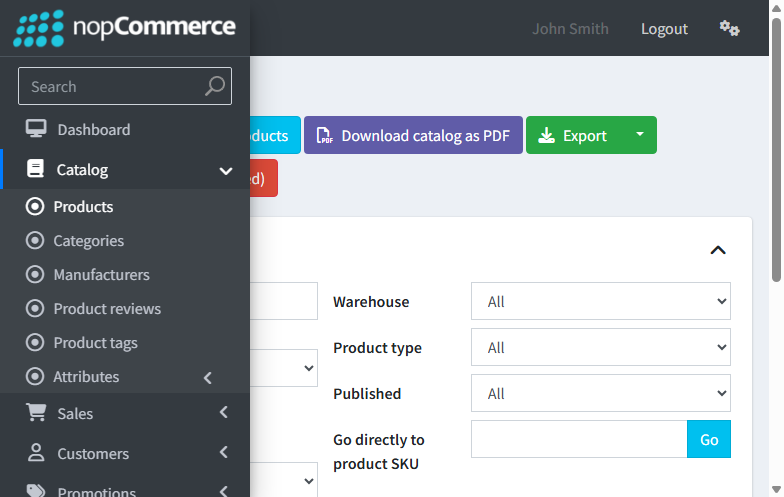 nopCommerce
John Smith
Logout
Search
Dashboard
Catalog
Products
Categories
Manufacturers
Product reviews
Product tags
Attributes
Sales
Customers
Promotions
Download catalog as PDF
Export
Warehouse
All
Product type
All
Published
All
Go directly to
product SKU
Go